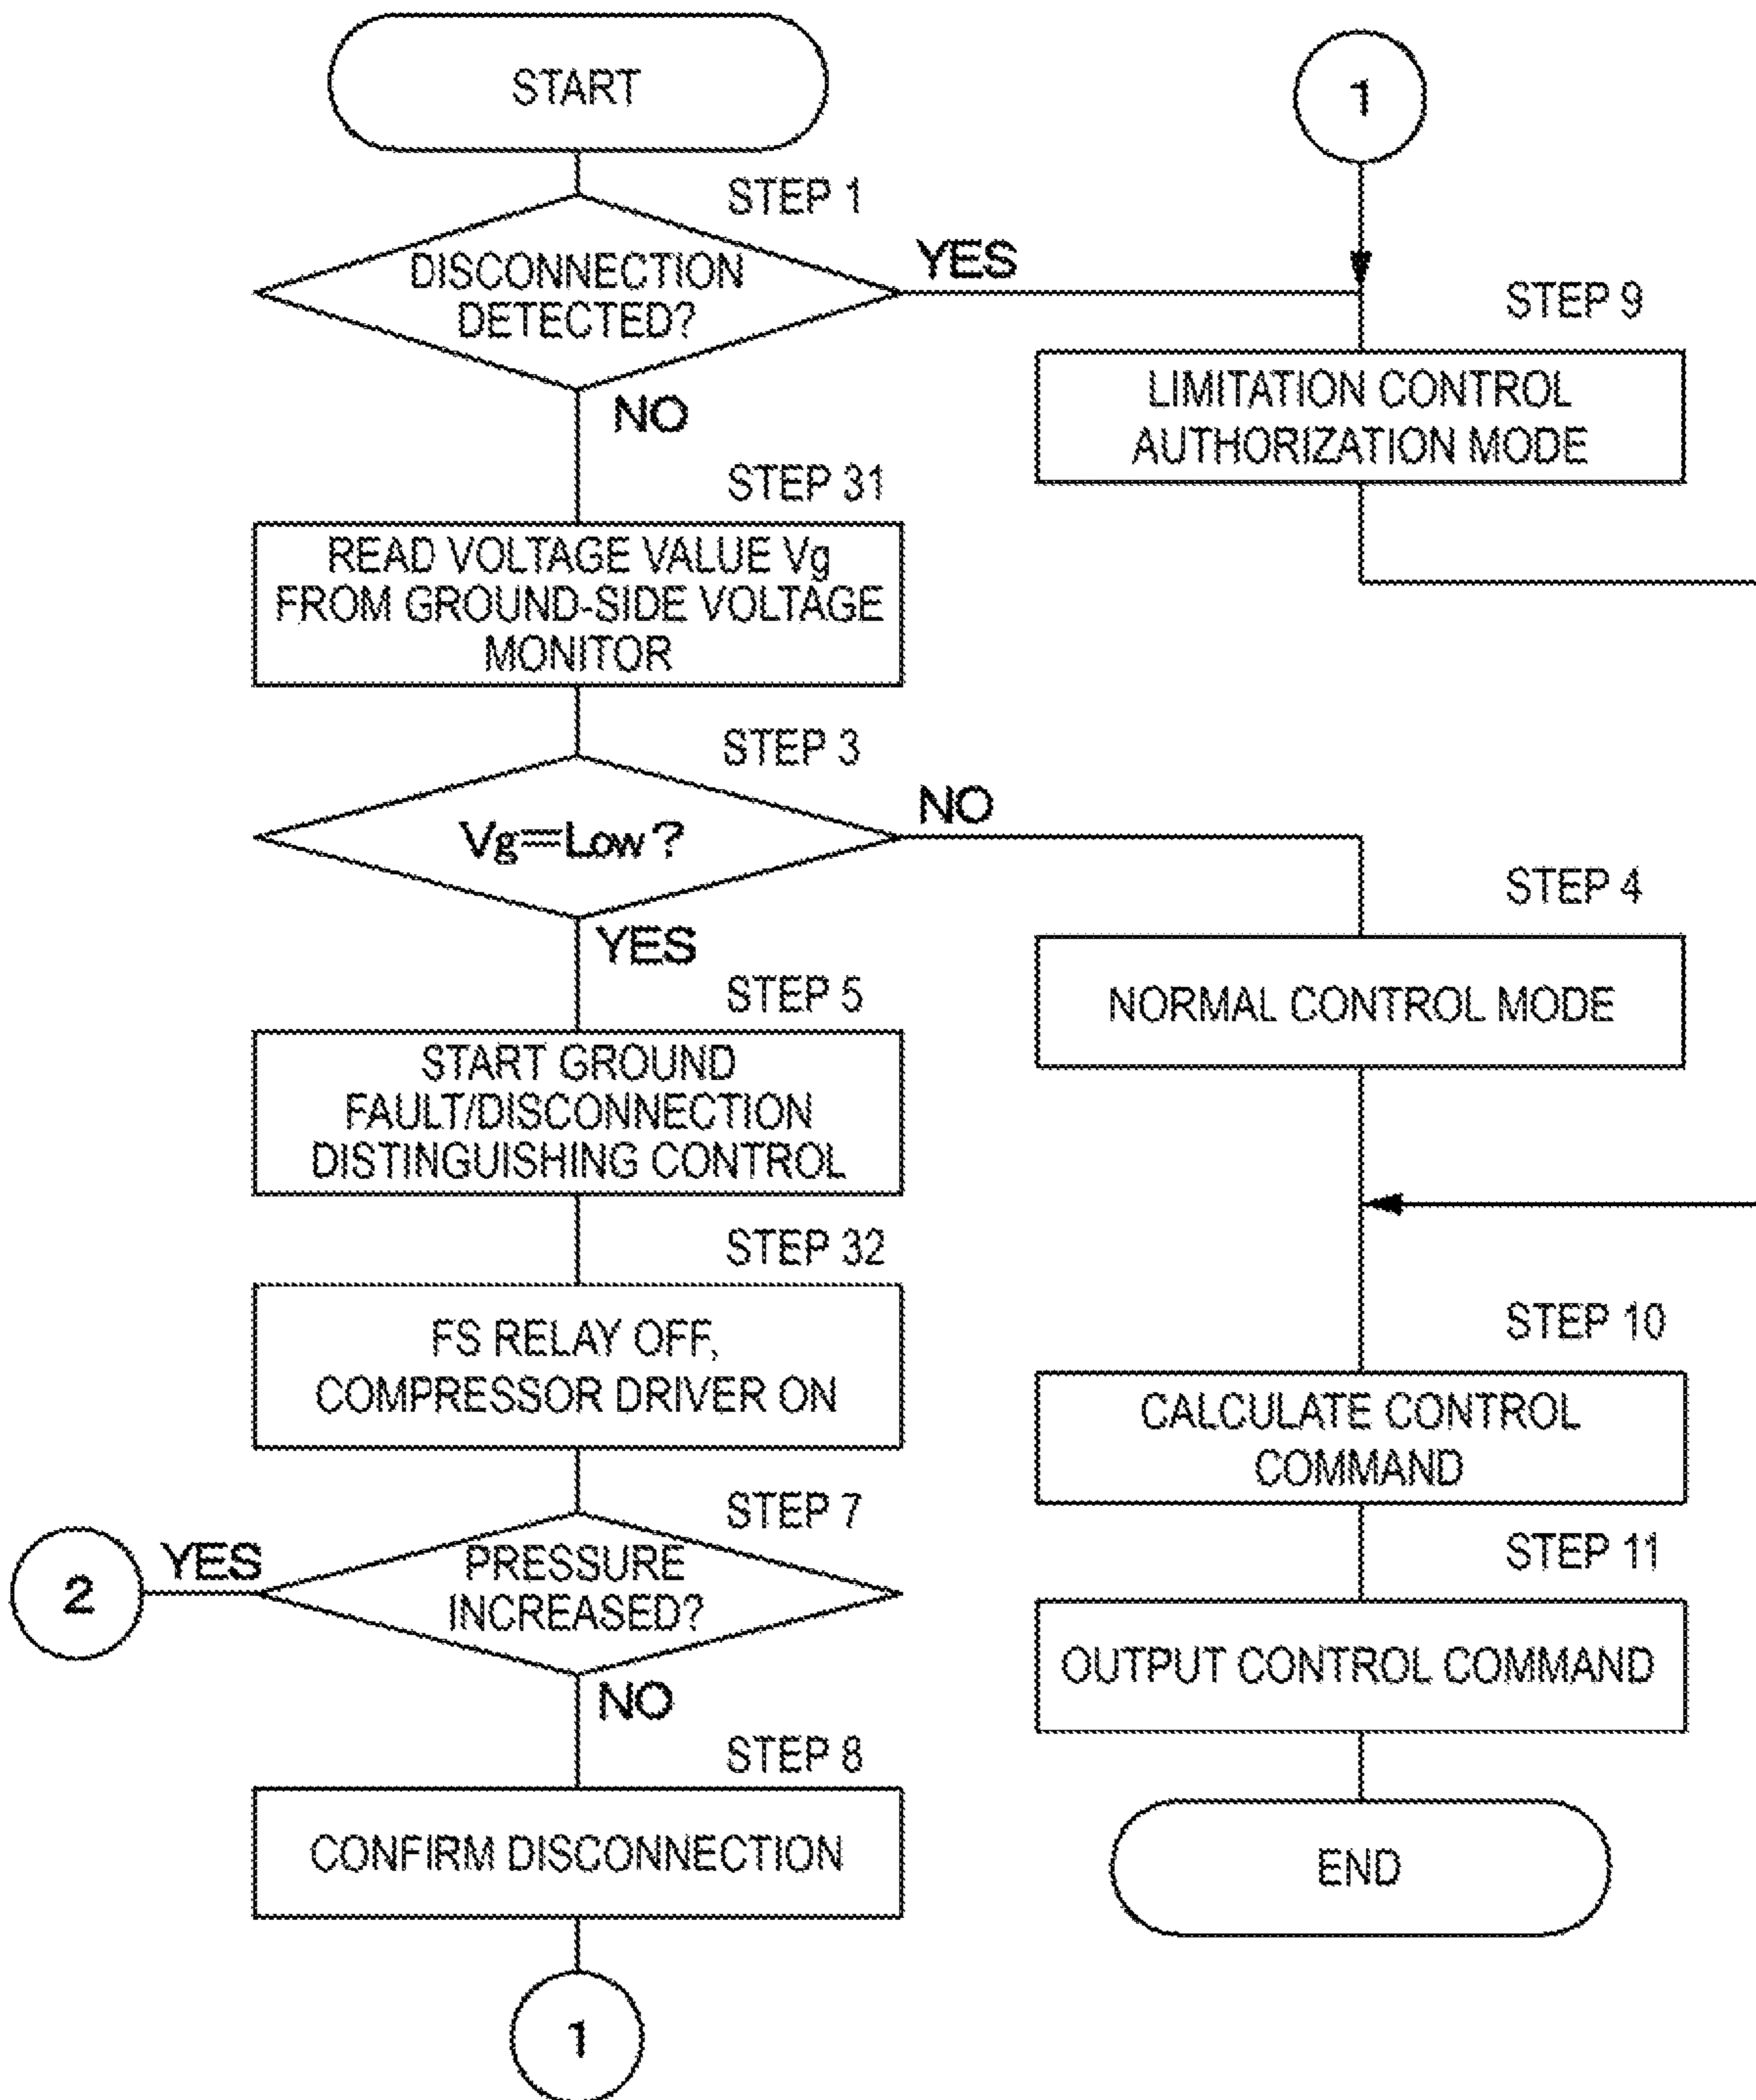 START
STEP 1
DISCONNECTION
DETECTED?
YES
NO
STEP 31
READ VOLTAGE VALUE Vg
FROM GROUND-SIDE VOLTAGE
MONITOR
STEP 3
Vg=Low?
NO
YES
STEP 5
START GROUND
FAULT/DISCONNECTION
DISTINGUISHING CONTROL
STEP 32
FS RELAY OFF,
COMPRESSOR DRIVER ON
STEP 7
PRESSURE
INCREASED?
YES
2
NO
STEP 8
CONFIRM DISCONNECTION
1
1
STEP 9
LIMITATION CONTROL
AUTHORIZATION MODE
STEP 4
NORMAL CONTROL MODE
STEP 10
CALCULATE CONTROL
COMMAND
STEP 11
OUTPUT CONTROL COMMAND
END